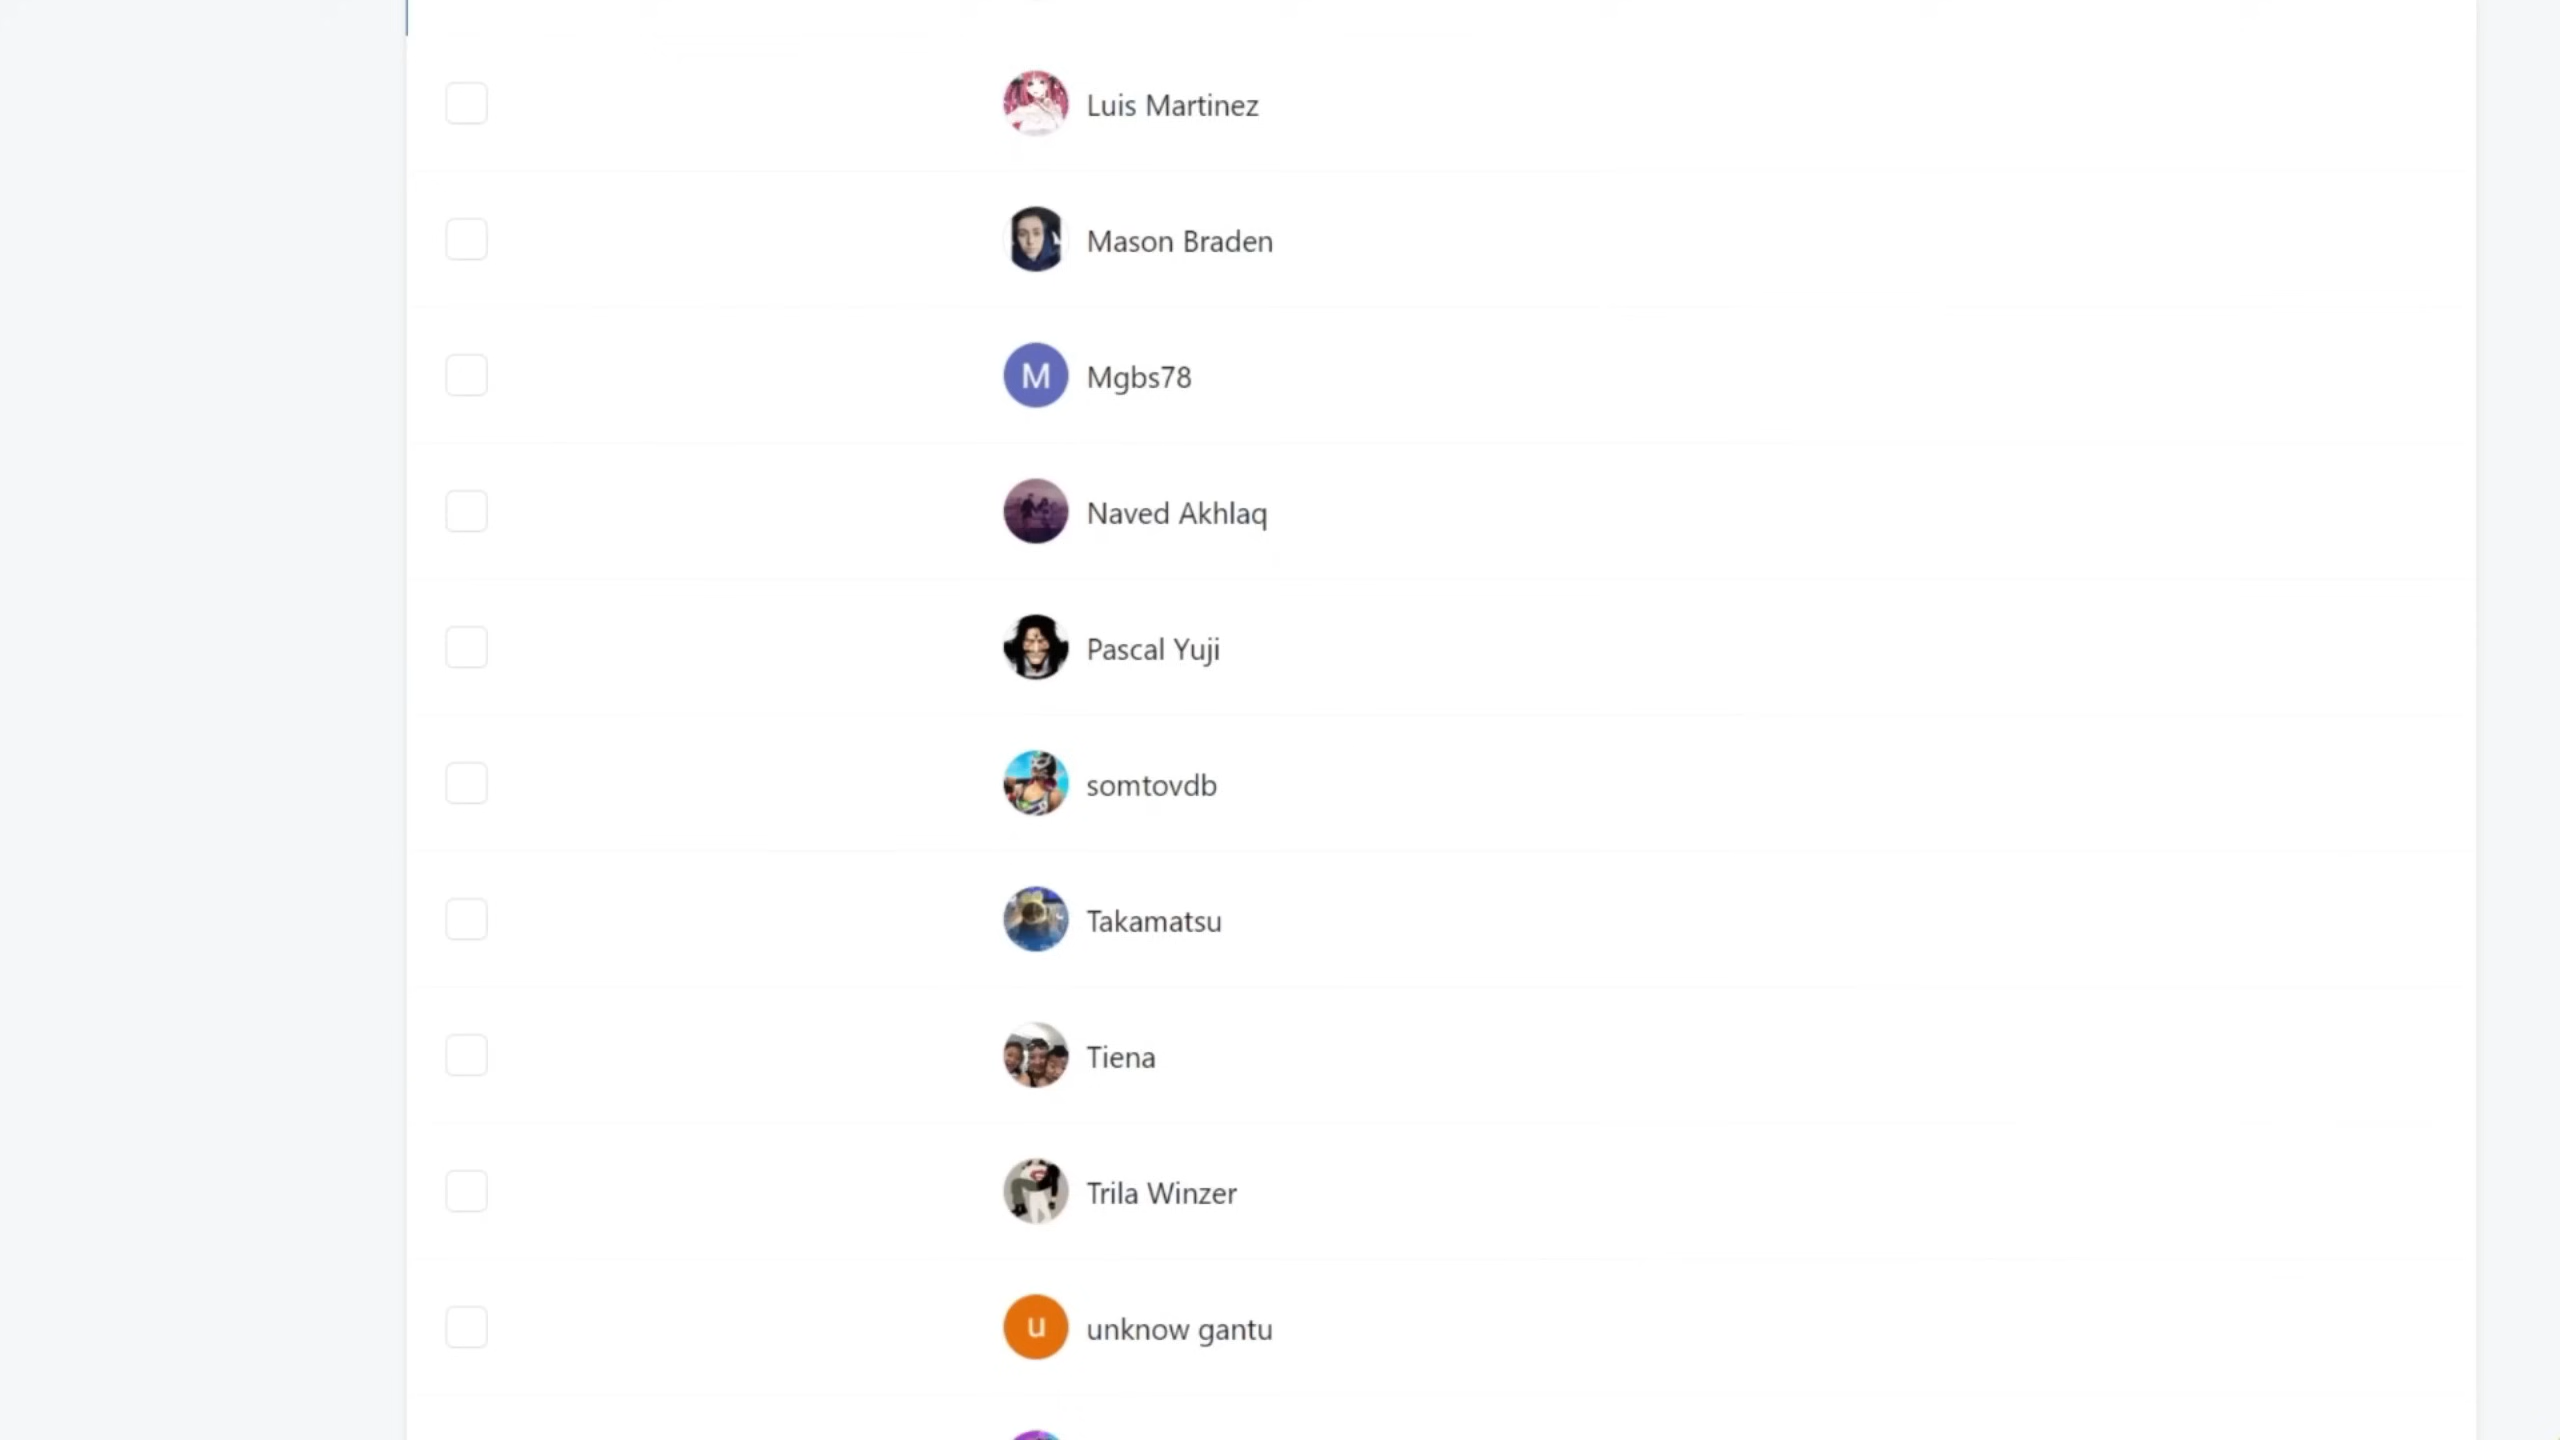 Luis Martinez
Mason Braden
M Mgbs78
Naved Akhlaq
Pascal Yuji
somtovdb
Takamatsu
Tiena
Trila Winzer
u unknow gantu